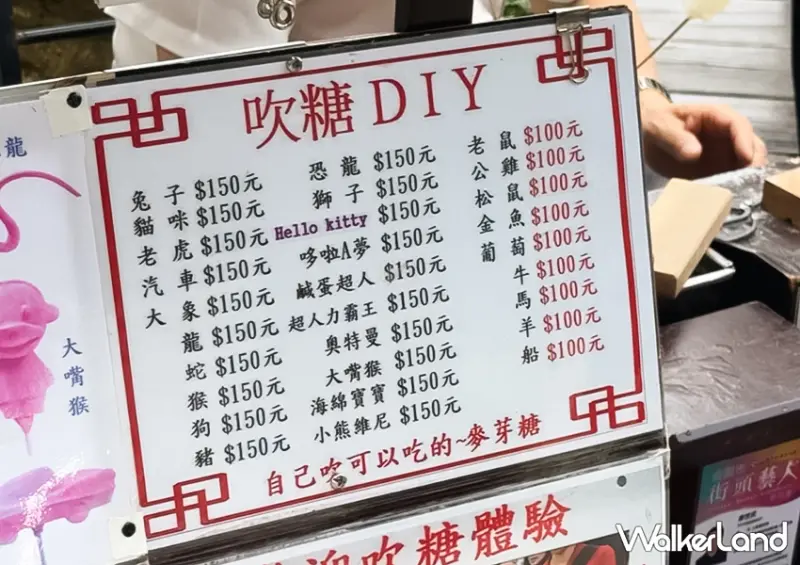 吹糖DIY
兔子 $150元
貓咪 $150元
老虎 $150元
汽車 $150元
大象 $150元
龍 $150元
蛇 $150元
猴 $150元
狗 $150元
豬 $150元
恐龍 $150元
獅子 $150元
Hello kitty $150元
哆啦A夢 $150元
鹹蛋超人 $150元
超人力霸王 $150元
奧特曼 $150元
大嘴猴 $150元
海綿寶寶 $150元
小熊維尼 $150元
老鼠 $100元
公雞 $100元
松鼠 $100元
金魚 $100元
葡萄 $100元
牛 $100元
馬 $100元
羊 $100元
船 $100元
自己吹可以吃的~麥芽糖
龍
大嘴猴
迎吹糖體驗
街頭藝人
WalkerLand